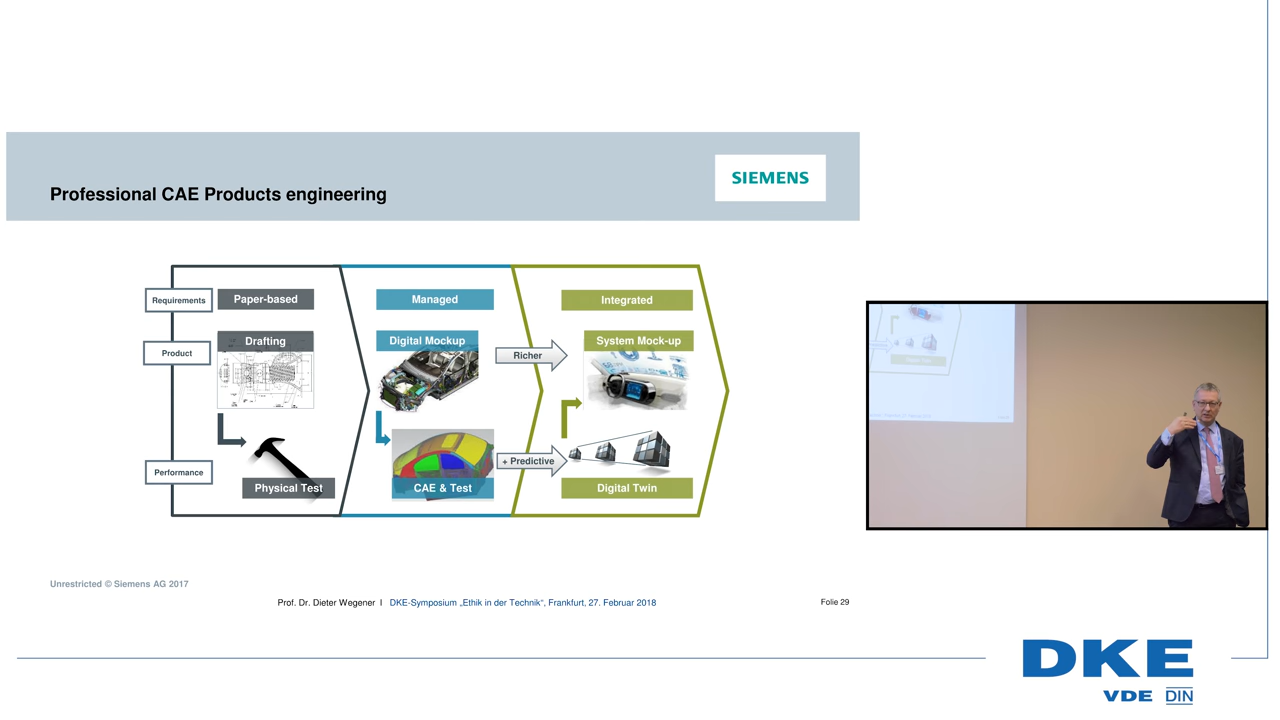 Professional CAE Products engineering
SIEMENS
Requirements
Paper-based
Managed
Integrated
Product
Drafting
Digital Mockup
Richer
System Mock-up
Performance
Physical Test
CAE & Test
+ Predictive
Digital Twin
Unrestricted © Siemens AG 2017
Prof. Dr. Dieter Wegener I DKE-Symposium „Ethik in der Technik“, Frankfurt, 27. Februar 2018
Folie 29
DKE
VDE DIN